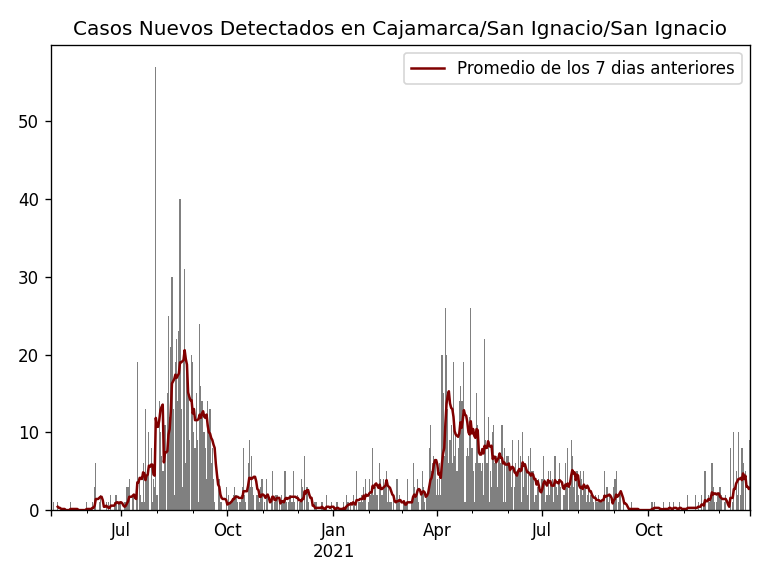 Casos Nuevos Detectados en Cajamarca/San Ignacio/San Ignacio
Promedio de los 7 dias anteriores
50
40
30
20
10
0
Jul Oct Jan Apr Jul Oct
2021